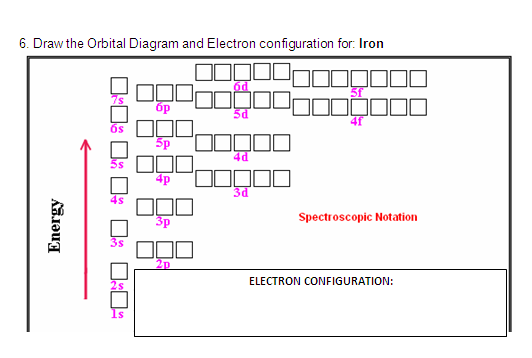 6. Draw the Orbital Diagram and Electron configuration for: Iron
6d
5f
7s
6p
5d
4f
6s
5p
4d
5s
4p
3d
4s
3p
Spectroscopic Notation
3s
2p
ELECTRON CONFIGURATION:
2s
1s
Energy